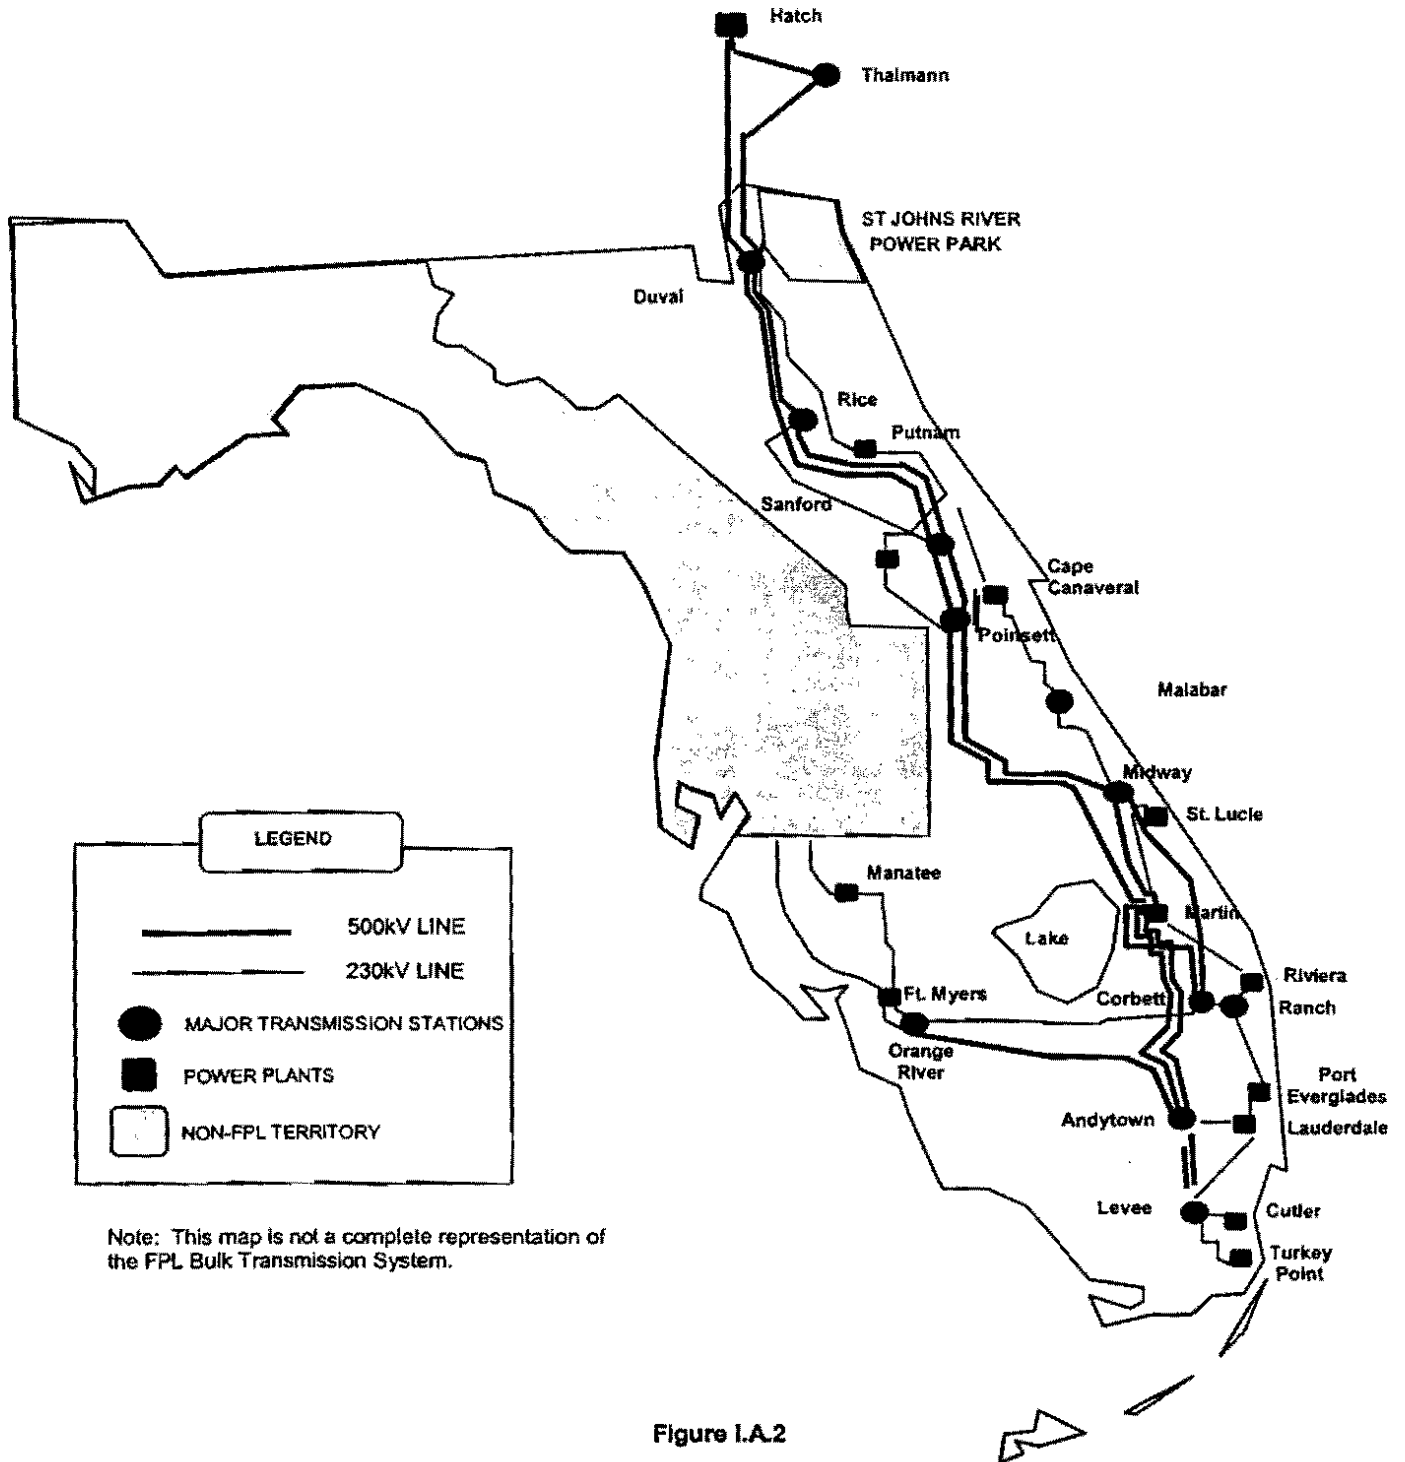 Hatch
Thalmann
ST JOHNS RIVER
POWER PARK
Duval
Rice
Putnam
Sanford
Cape
Canaveral
Poinsett
Malabar
Midway
St. Lucie
LEGEND
500kV LINE
230kV LINE
MAJOR TRANSMISSION STATIONS
POWER PLANTS
NON-FPL TERRITORY
Manatee
Lake
Martin
Ft. Myers
Corbett
Riviera
Ranch
Orange
River
Port
Everglades
Andytown
Lauderdale
Levee
Cutler
Turkey
Point
Note: This map is not a complete representation of
the FPL Bulk Transmission System.
Figure I.A.2